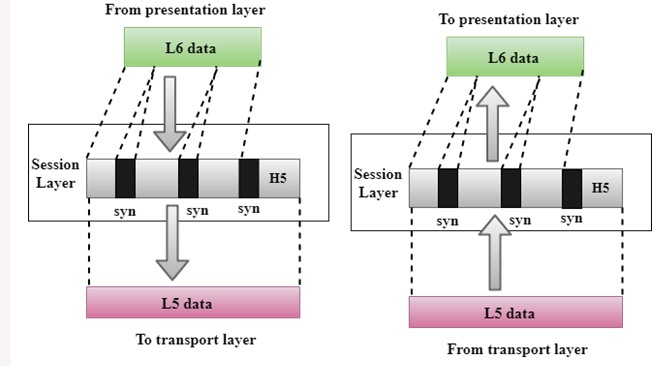 From presentation layer
L6 data
Session
Layer
H5
syn
syn
syn
L5 data
To transport layer
To presentation layer
L6 data
Session
Layer
H5
syn
syn
syn
L5 data
From transport layer